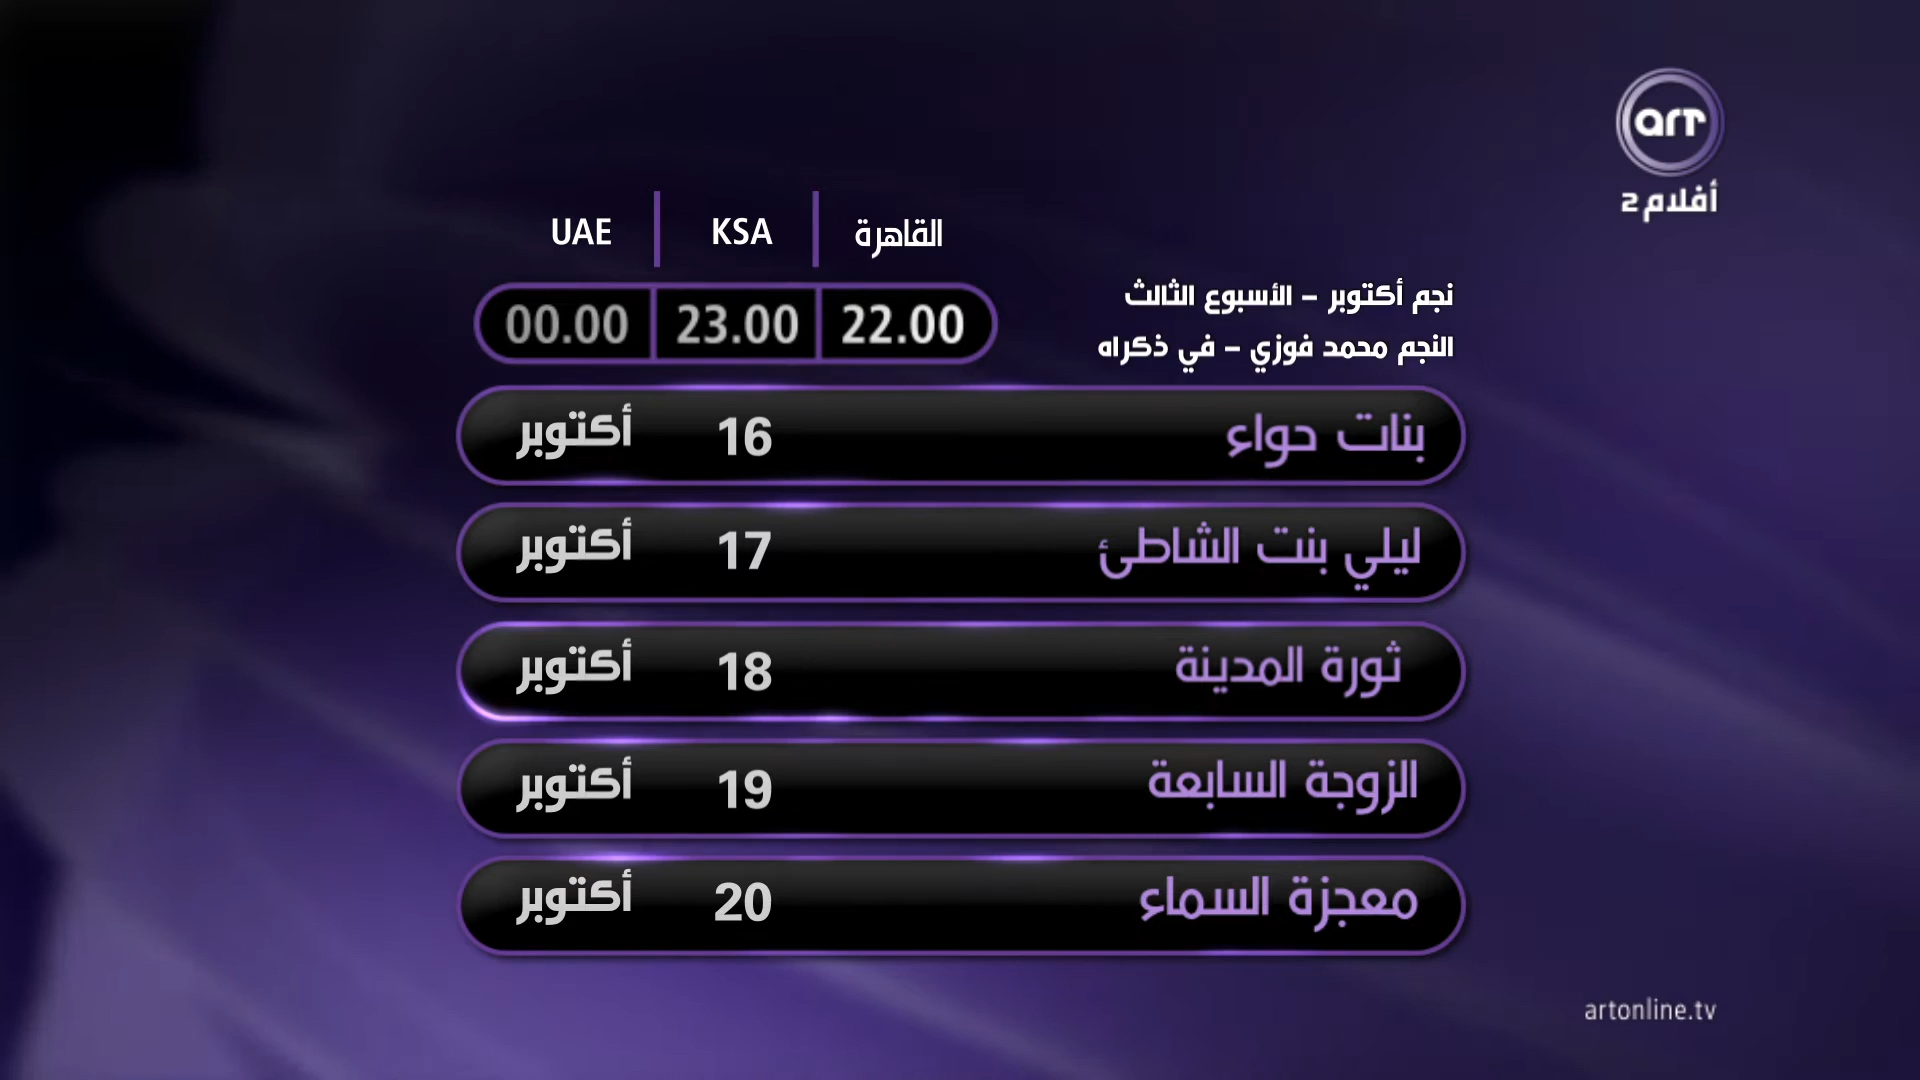 art
أفلام 2
القاهرة KSA UAE
22.00 23.00 00.00
نجم أكتوبر – الأسبوع الثالث
النجم محمد فوزي – في ذكراه
بنات حواء 16 أكتوبر
ليلي بنت الشاطئ 17 أكتوبر
ثورة المدينة 18 أكتوبر
الزوجة السابعة 19 أكتوبر
معجزة السماء 20 أكتوبر
artonline.tv